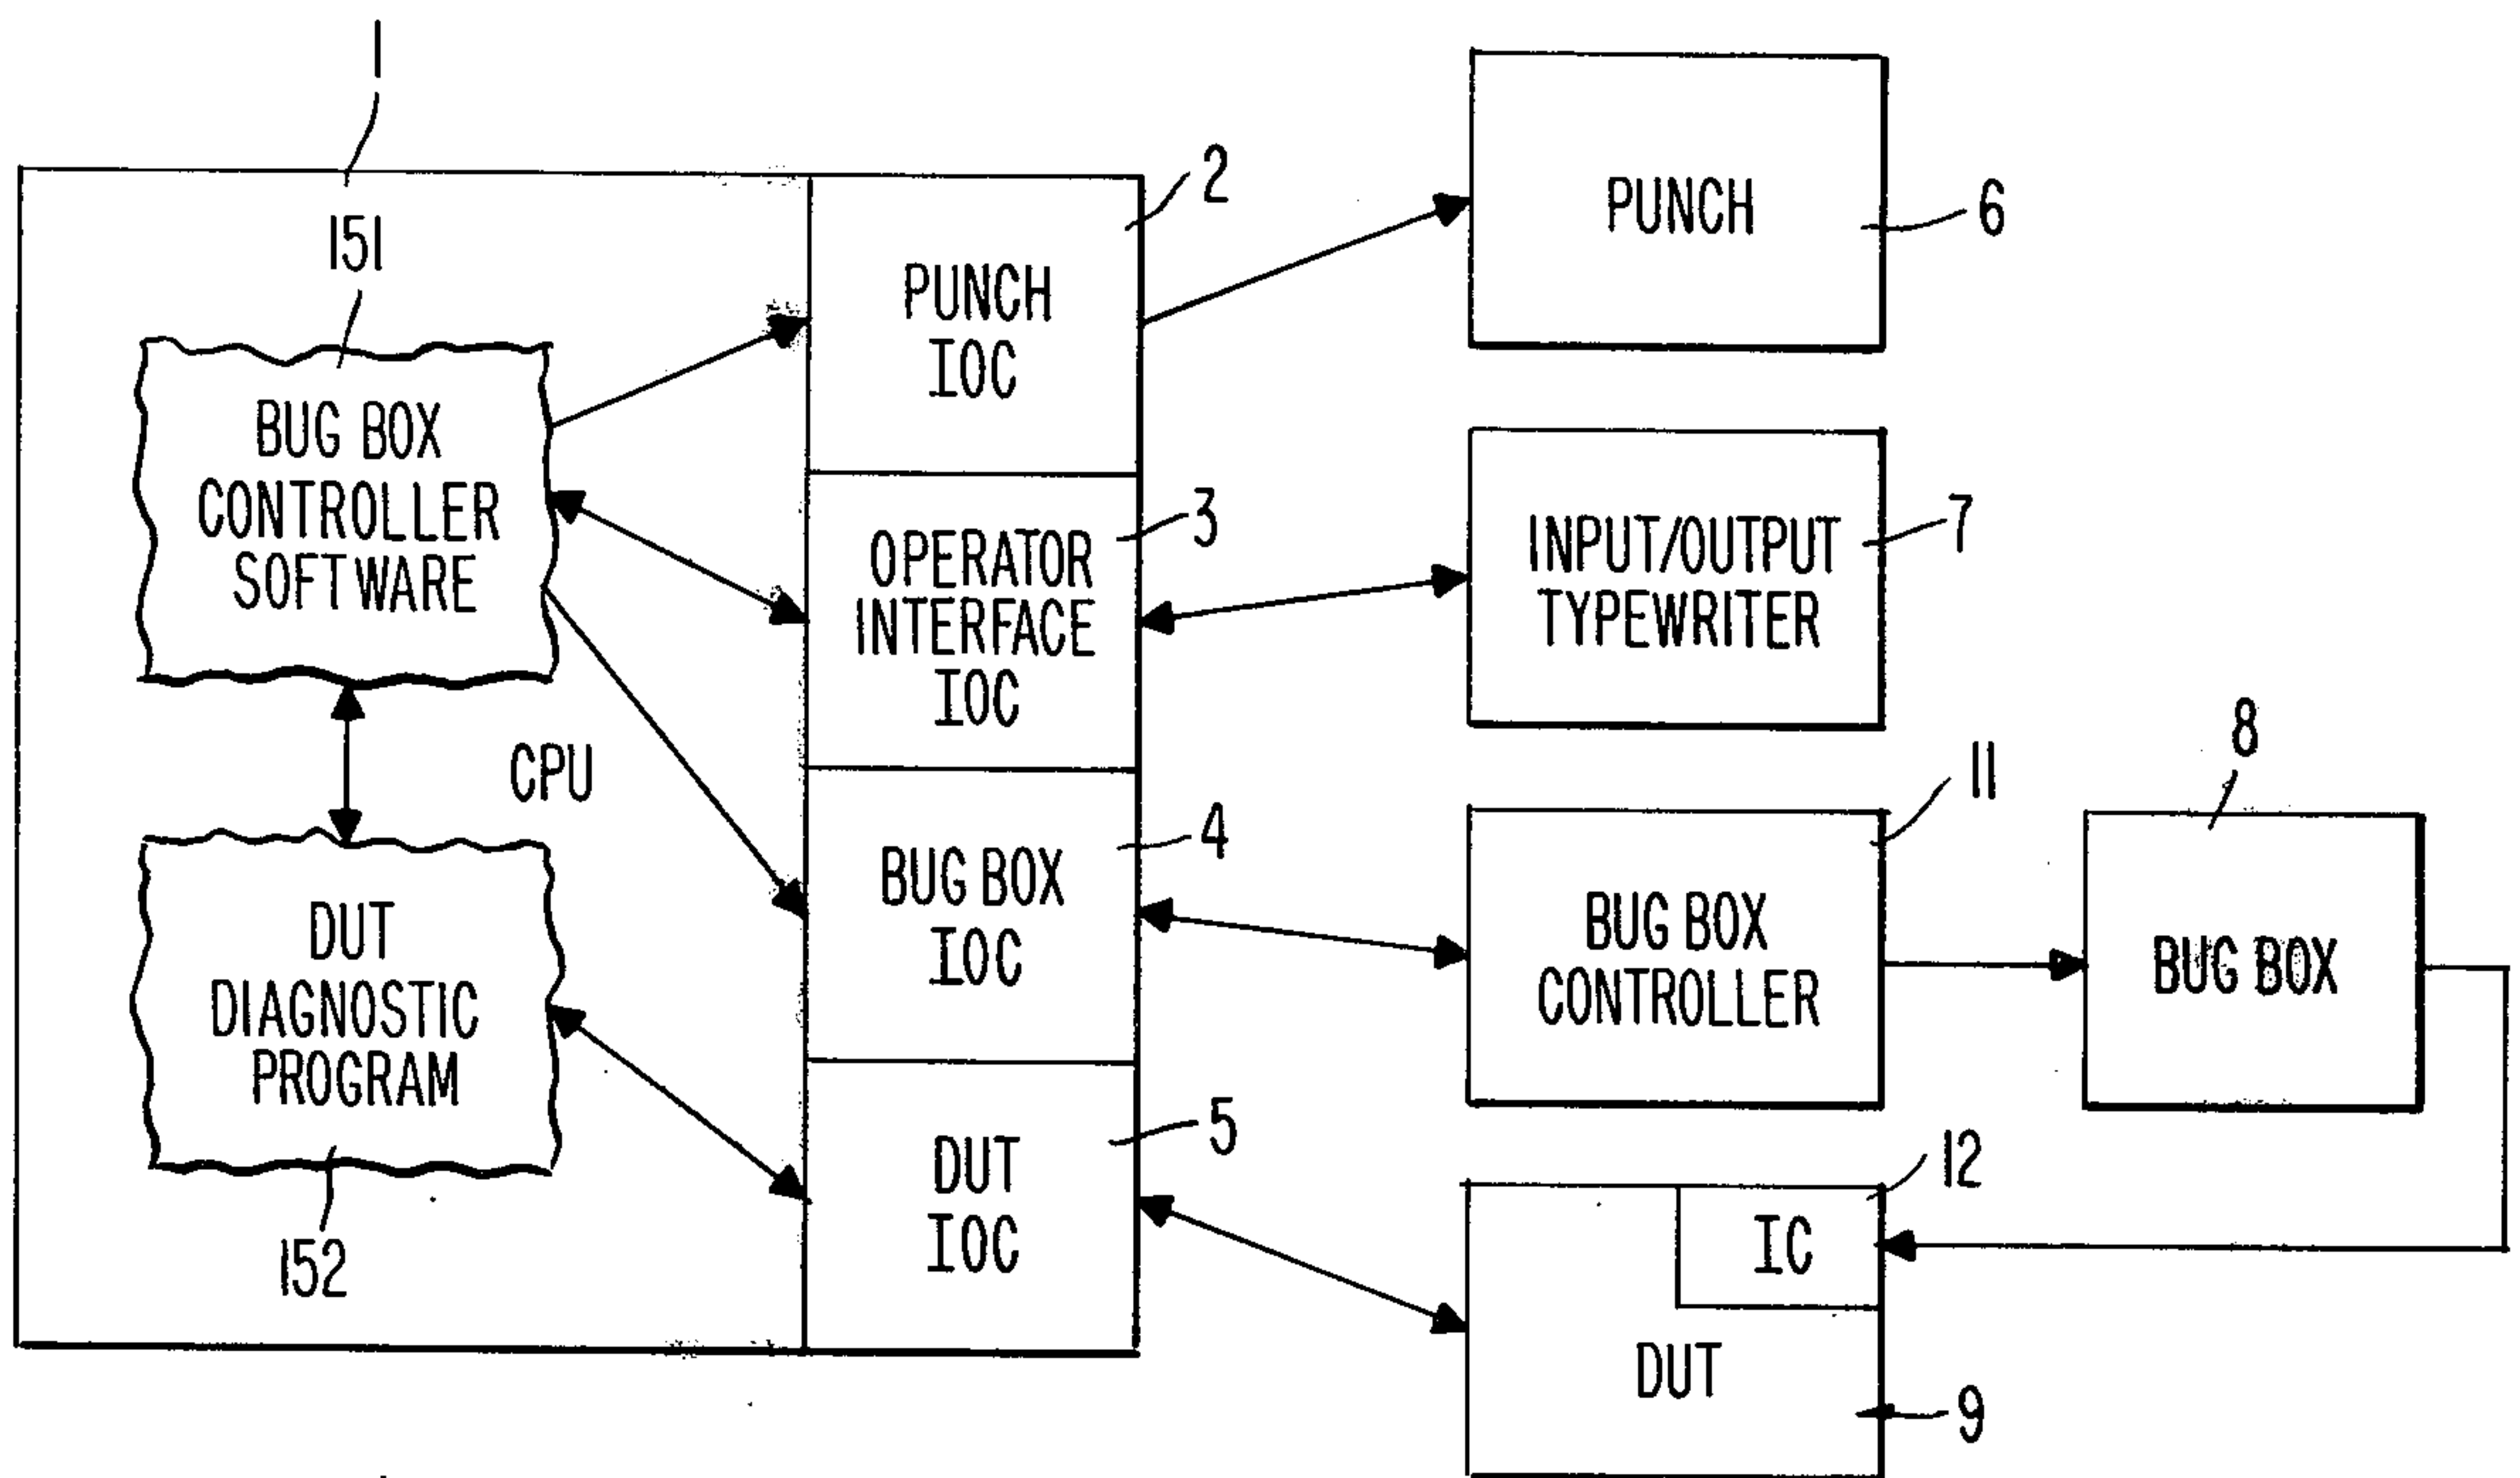 1
151
BUG BOX
CONTROLLER
SOFTWARE
CPU
DUT
DIAGNOSTIC
PROGRAM
152
2
PUNCH
IOC
3
OPERATOR
INTERFACE
IOC
4
BUG BOX
IOC
5
DUT
IOC
PUNCH
6
INPUT/OUTPUT
TYPEWRITER
7
11
BUG BOX
CONTROLLER
8
BUG BOX
12
IC
DUT
9